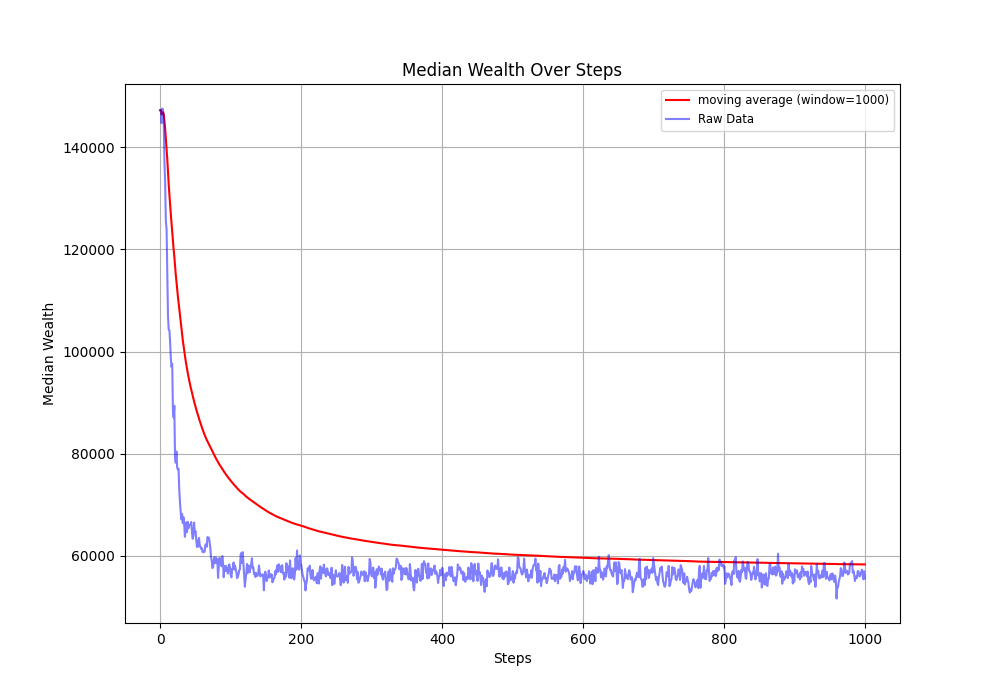 Median Wealth Over Steps
moving average (window=1000)
Raw Data
140000
120000
100000
80000
60000
Median Wealth
0 200 400 600 800 1000
Steps